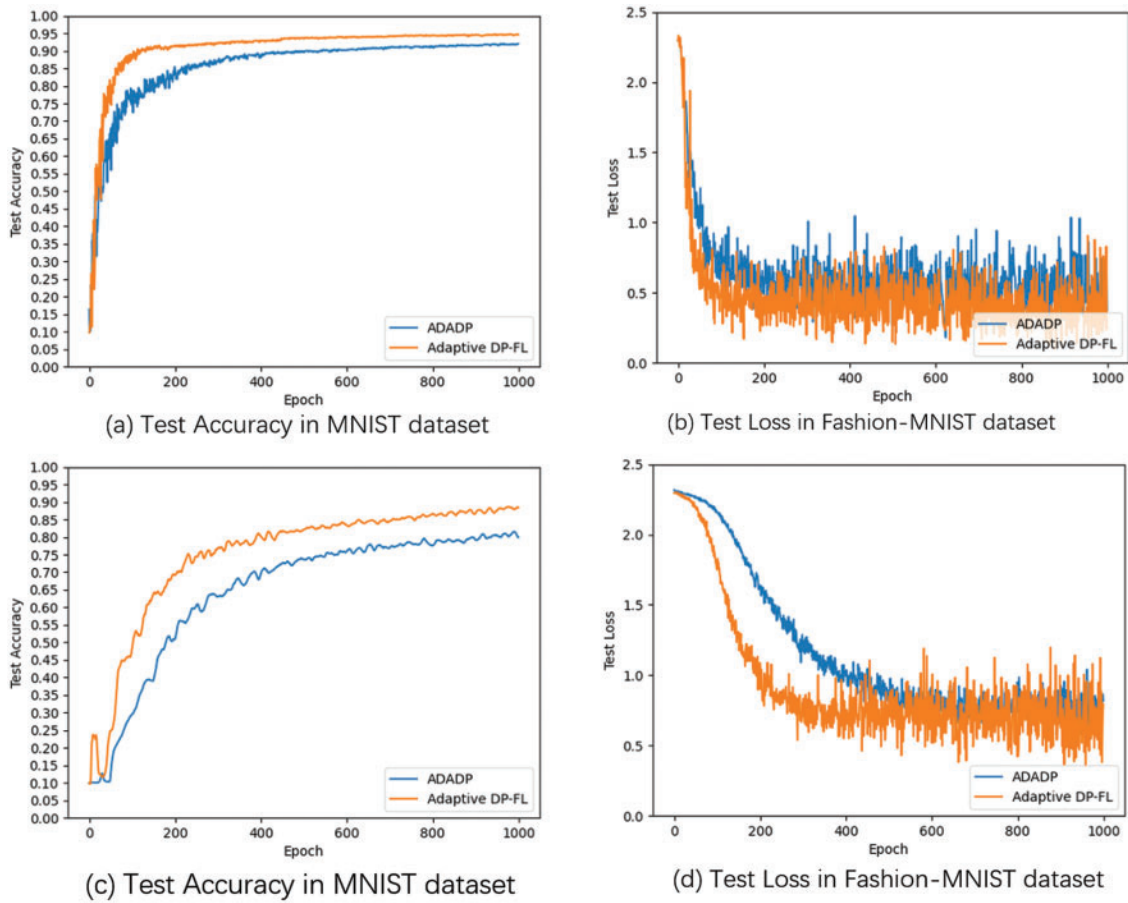 1.00
0.95
0.90
0.85
0.80
0.75
0.70
0.65
0.60
0.55
0.50
0.45
0.40
0.35
0.30
0.25
0.20
0.15
0.10
0.05
0.00
Test Accuracy
0 200 400 600 800 1000
Epoch
ADADP
Adaptive DP-FL
(a) Test Accuracy in MNIST dataset
2.5
2.0
1.5
1.0
0.5
0.0
Test Loss
0 200 400 600 800 1000
Epoch
ADADP
Adaptive DP-FL
(b) Test Loss in Fashion-MNIST dataset
1.00
0.95
0.90
0.85
0.80
0.75
0.70
0.65
0.60
0.55
0.50
0.45
0.40
0.35
0.30
0.25
0.20
0.15
0.10
0.05
0.00
Test Accuracy
0 200 400 600 800 1000
Epoch
ADADP
Adaptive DP-FL
(c) Test Accuracy in MNIST dataset
2.5
2.0
1.5
1.0
0.5
0.0
Test Loss
0 200 400 600 800 1000
Epoch
ADADP
Adaptive DP-FL
(d) Test Loss in Fashion-MNIST dataset